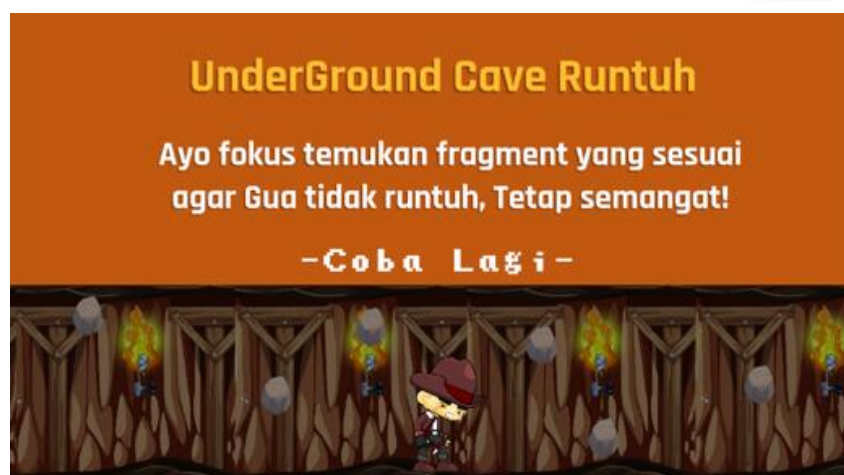 UnderGround Cave Runtuh
Ayo fokus temukan fragment yang sesuai
agar Gua tidak runtuh, Tetap semangat!
-Coba Lagi-